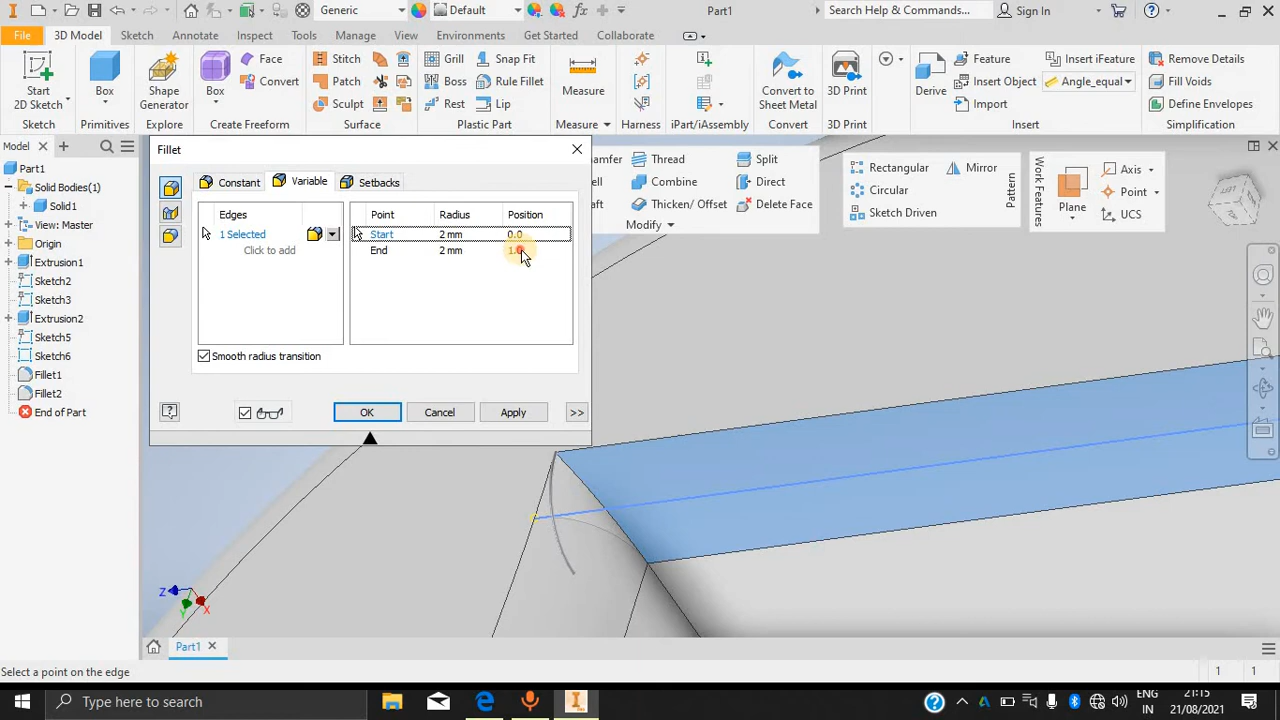 Generic
Default
Part1
Search Help & Commands...
Sign In
File
3D Model
Sketch
Annotate
Inspect
Tools
Manage
View
Environments
Get Started
Collaborate
Start
2D Sketch
Sketch
Box
Primitives
Shape
Generator
Explore
Box
Face
Convert
Create Freeform
Stitch
Patch
Sculpt
Surface
Grill
Boss
Rest
Snap Fit
Rule Fillet
Lip
Plastic Part
Measure
Measure
Harness
iPart/iAssembly
Convert to
Sheet Metal
Convert
3D Print
3D Print
Derive
Feature
Insert Object
Import
Insert iFeature
Angle_equal
Insert
Remove Details
Fill Voids
Define Envelopes
Simplification
Model
Part1
Solid Bodies(1)
Solid1
View: Master
Origin
Extrusion1
Sketch2
Sketch3
Extrusion2
Sketch5
Sketch6
Fillet1
Fillet2
End of Part
Fillet
Constant
Variable
Setbacks
Edges
1 Selected
Click to add
Point Radius Position
Start 2 mm 0.0
End 2 mm
Smooth radius transition
OK
Cancel
Apply
>>
Thread
Combine
Thicken/ Offset
Split
Direct
Delete Face
Modify
Rectangular
Circular
Sketch Driven
Mirror
Pattern
Work Features
Plane
Axis
Point
UCS
Z
Y
X
Part1
Select a point on the edge
1
1
Type here to search
ENG
IN
21:15
21/08/2021